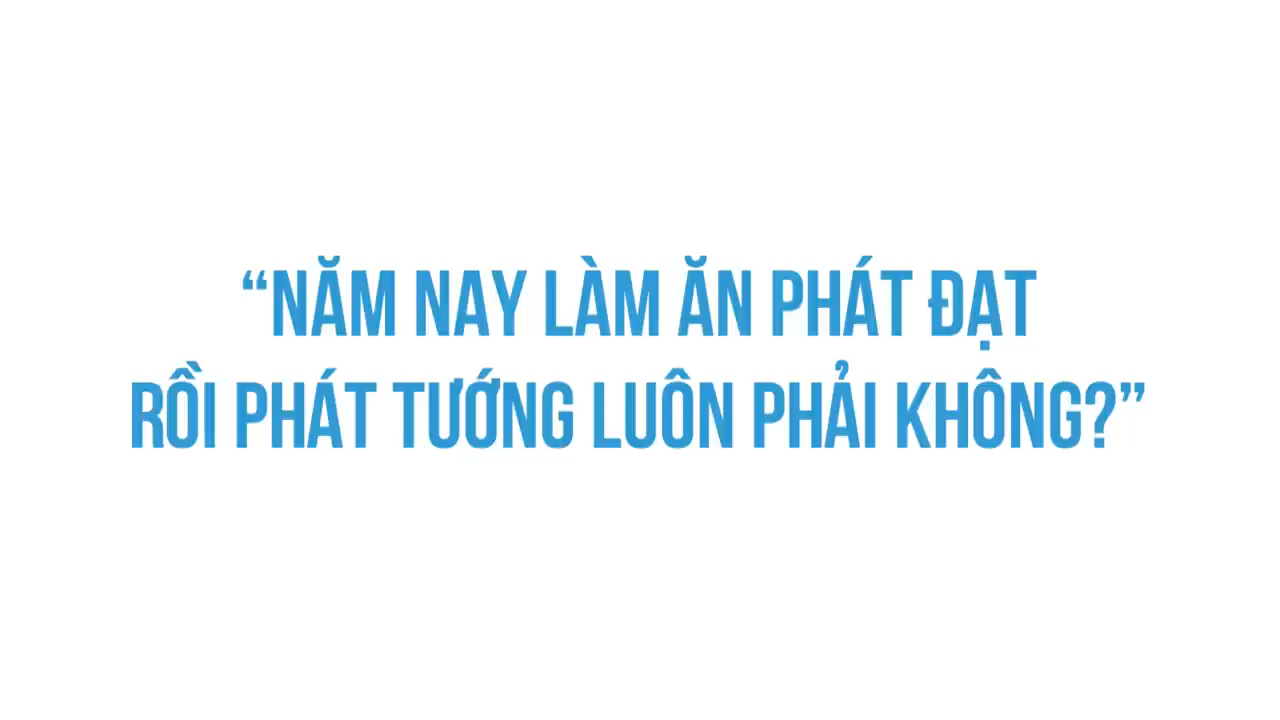 “NĂM NAY LÀM ĂN PHÁT ĐẠT
RỒI PHÁT TƯỚNG LUÔN PHẢI KHÔNG?”